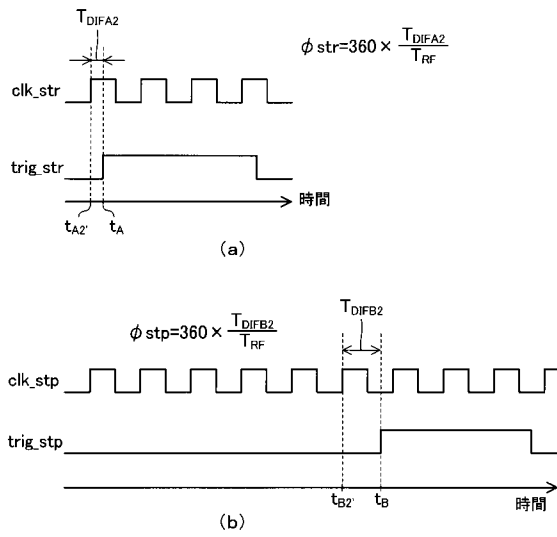 T_DIFA2
φstr=360× T_DIFA2 / T_RF
clk_str
trig_str
時間
t_A2' t_A
(a)
T_DIFB2
φstp=360× T_DIFB2 / T_RF
clk_stp
trig_stp
t_B2' t_B 時間
(b)